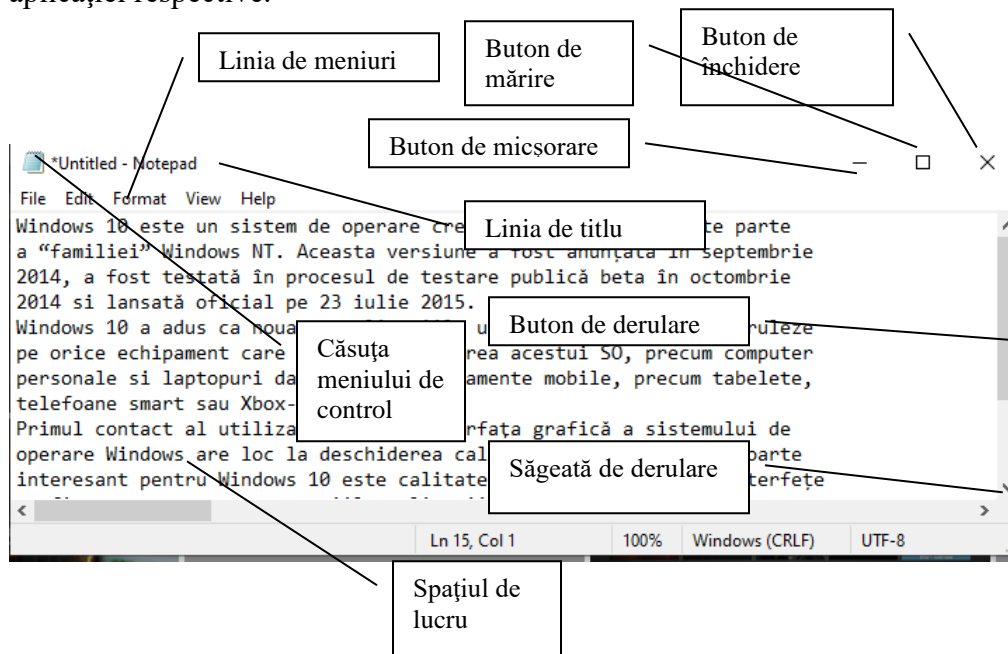 aplicaţiei respective.
Linia de meniuri
Buton de
mărire
Buton de
închidere
Buton de micșorare
*Untitled - Notepad
File Edit Format View Help
Windows 10 este un sistem de operare cre te parte
Linia de titlu
a “familiei” Windows NT. Aceasta versiune a fost anunțată în septembrie
2014, a fost testată în procesul de testare publică beta în octombrie
2014 si lansată oficial pe 23 iulie 2015.
Windows 10 a adus ca noua ruleze
Buton de derulare
pe orice echipament care rea acestui SO, precum computer
personale si laptopuri da amente mobile, precum tabelete,
telefoane smart sau Xbox-
Căsuţa
meniului de
control
Primul contact al utiliza rfața grafică a sistemului de
operare Windows are loc la deschiderea cal parte
interesant pentru Windows 10 este calitate terfețe
Săgeată de derulare
Ln 15, Col 1 100% Windows (CRLF) UTF-8
Spaţiul de
lucru